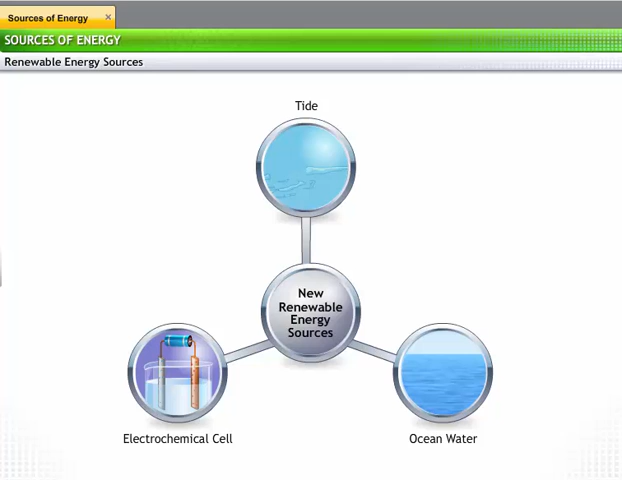 Sources of Energy
SOURCES OF ENERGY
Renewable Energy Sources
Tide
New
Renewable
Energy
Sources
Electrochemical Cell
Ocean Water